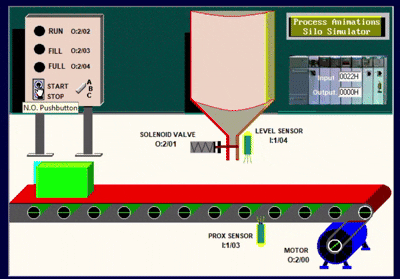 RUN O:2/02
FILL O:2/03
FULL O:2/04
START
STOP
A
B
C
N.O. Pushbutton
Process Animations
Silo Simulator
Input 0022H
Output 0000H
SOLENOID VALVE
O:2/01
LEVEL SENSOR
I:1/04
PROX SENSOR
I:1/03
MOTOR
O:2/00